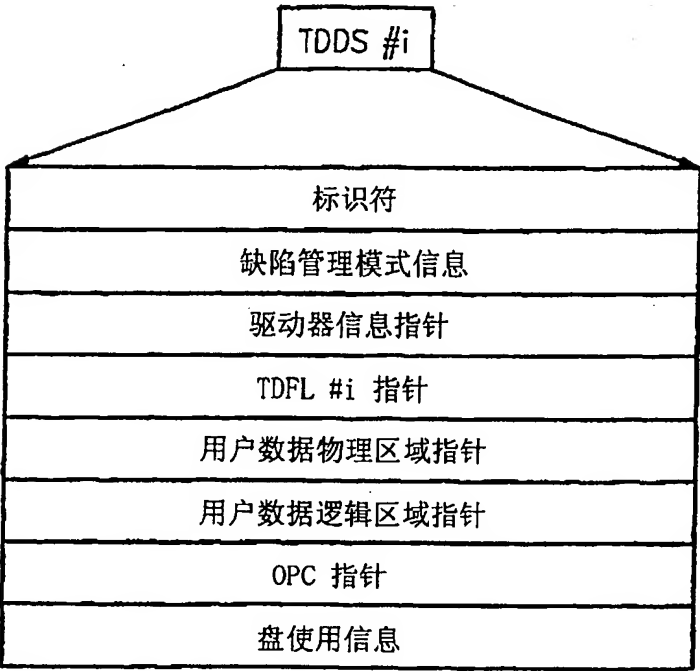 TDDS #i
标识符
缺陷管理模式信息
驱动器信息指针
TDFL #i 指针
用户数据物理区域指针
用户数据逻辑区域指针
OPC 指针
盘使用信息